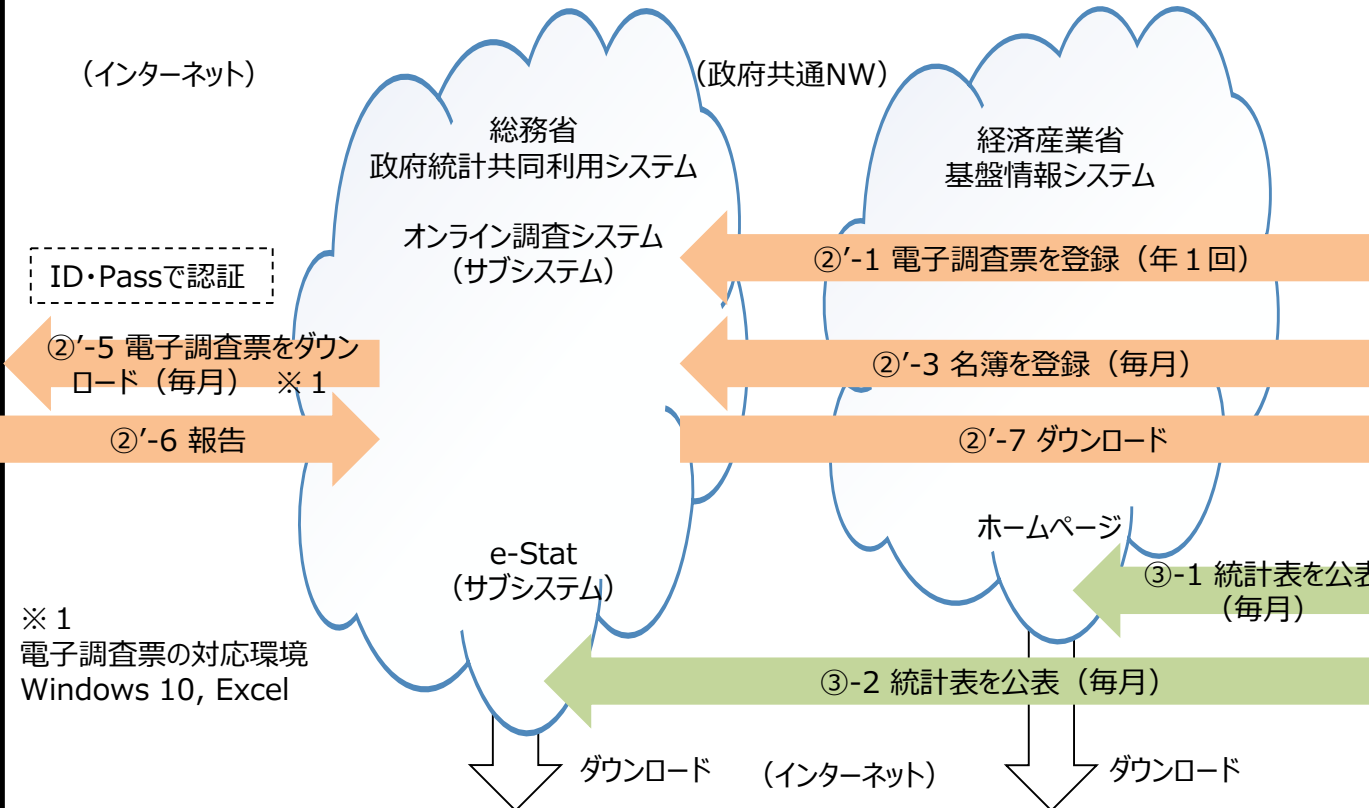 （インターネット）
（政府共通NW）
総務省
政府統計共同利用システム
経済産業省
基盤情報システム
オンライン調査システム
（サブシステム）
②’-1 電子調査票を登録（年１回）
ID・Passで認証
②’-5 電子調査票をダウン
ロード（毎月）　※１
②’-3 名簿を登録（毎月）
②’-6 報告
②’-7 ダウンロード
ホームページ
e-Stat
（サブシステム）
③-1 統計表を公表
（毎月）
※１
電子調査票の対応環境
Windows 10, Excel
③-2 統計表を公表（毎月）
ダウンロード
（インターネット）
ダウンロード